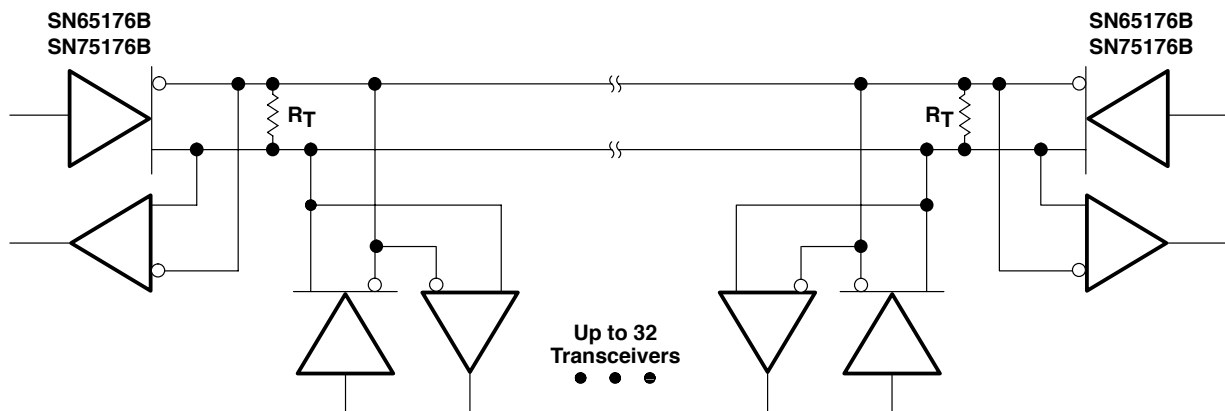 SN65176B
SN75176B
SN65176B
SN75176B
RT
RT
Up to 32
Transceivers